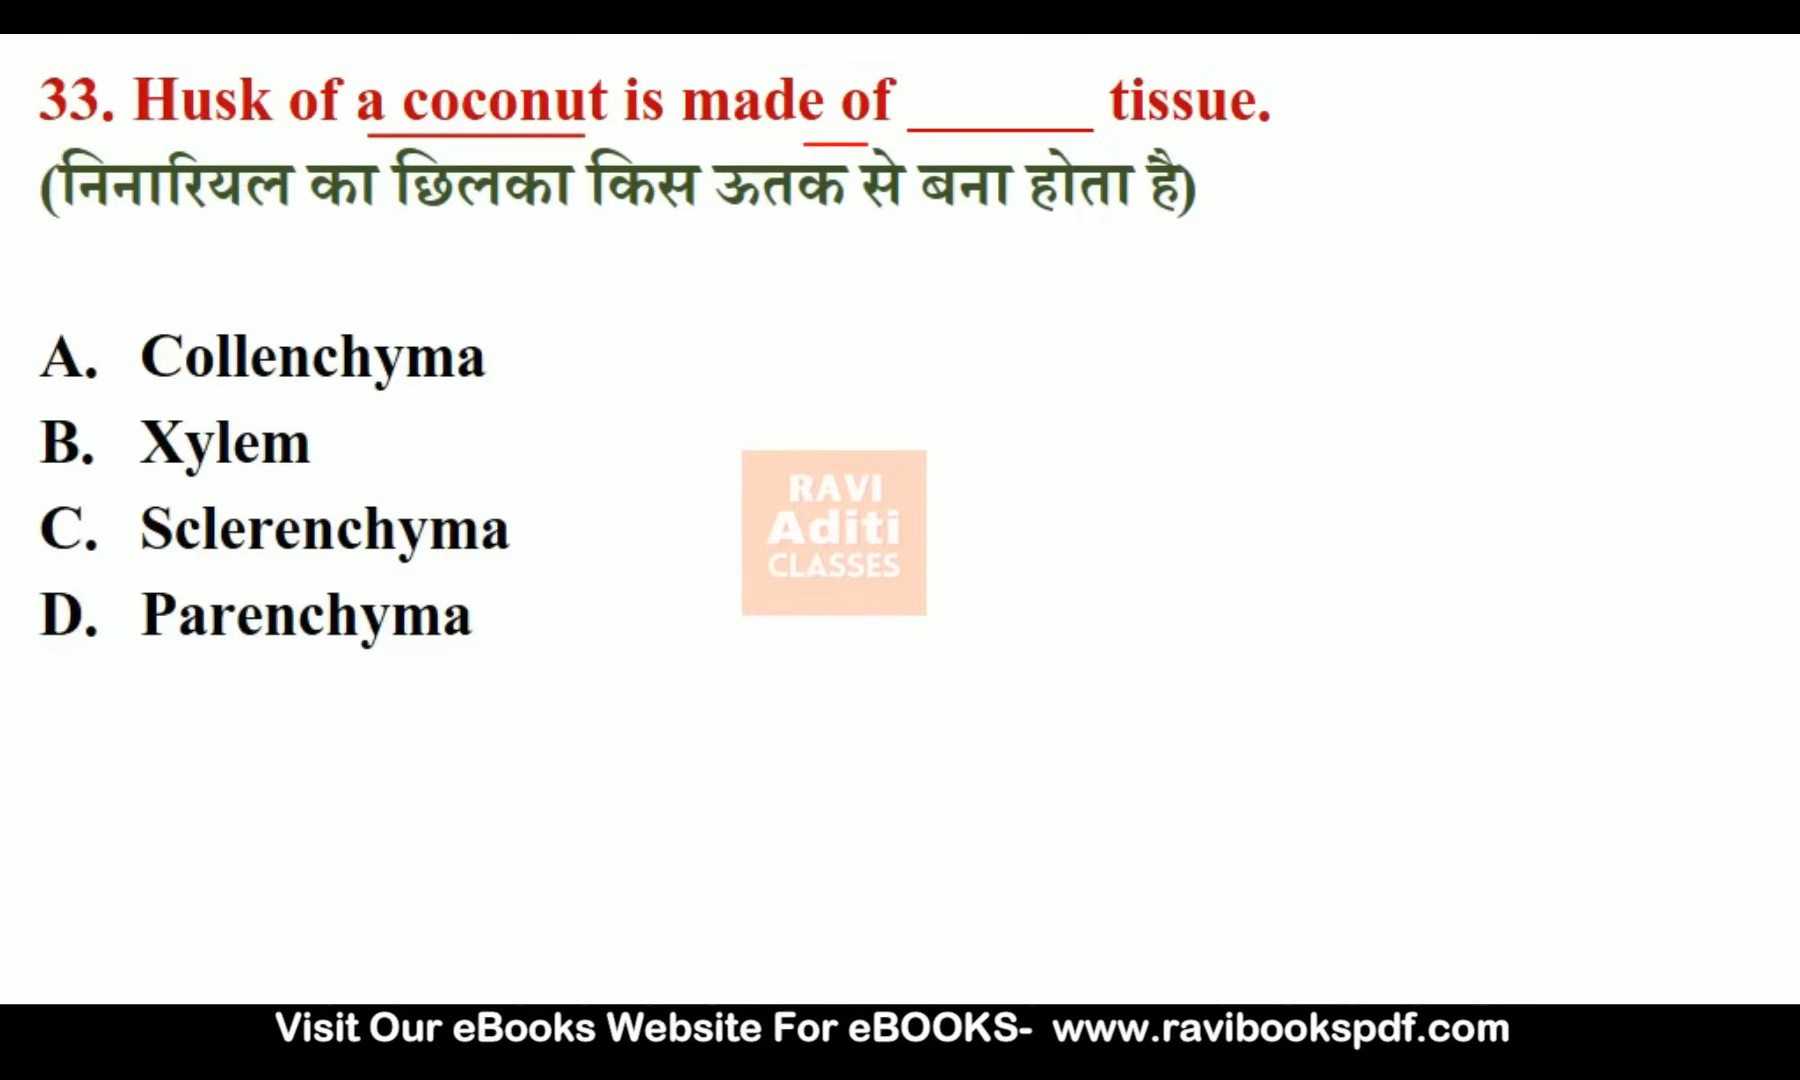 33. Husk of a coconut is made of ______ tissue.
(निनारियल का छिलका किस ऊतक से बना होता है)
A. Collenchyma
B. Xylem
C. Sclerenchyma
D. Parenchyma
RAVI
Aditi
CLASSES
Visit Our eBooks Website For eBOOKS- www.ravibookspdf.com